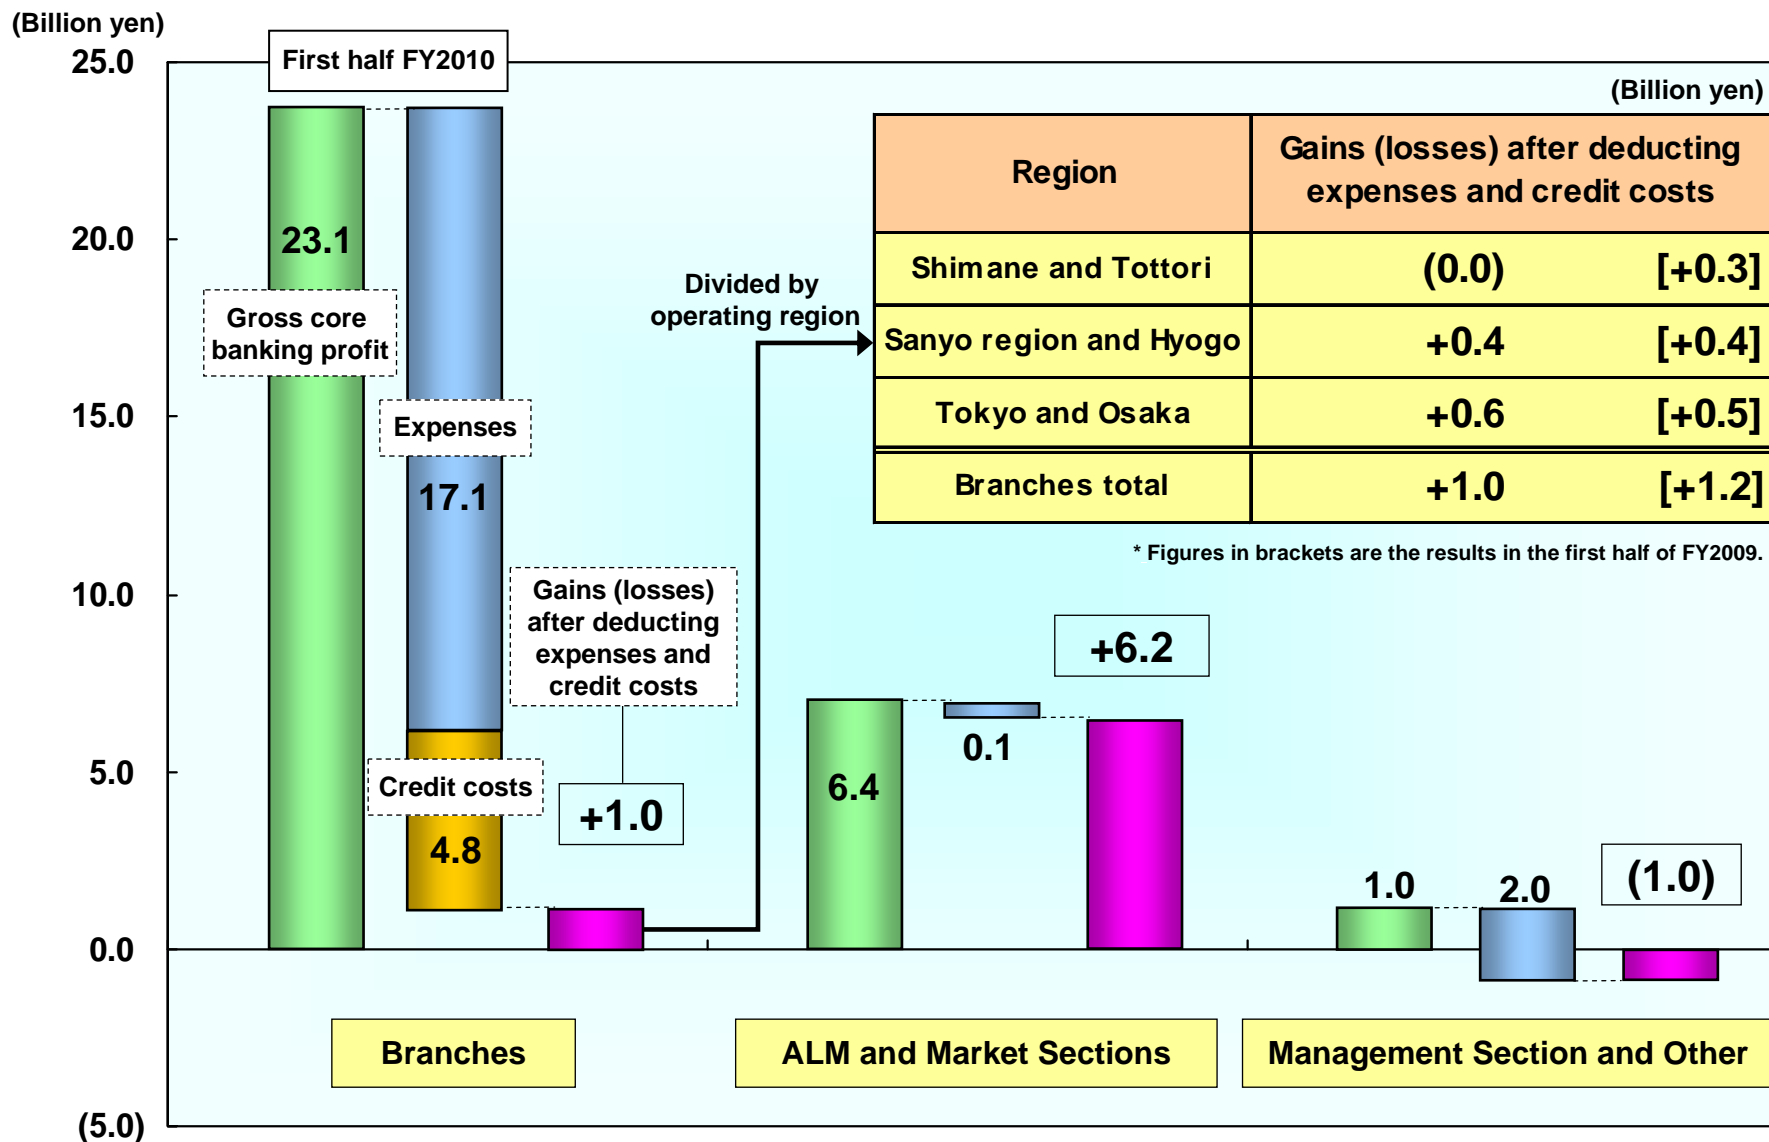 (Billion yen)
25.0
20.0
15.0
10.0
5.0
0.0
(5.0)
First half FY2010
23.1
Gross core
banking profit
Expenses
17.1
Credit costs
4.8
Gains (losses)
after deducting
expenses and
credit costs
+1.0
Divided by
operating region
(Billion yen)
Region
Gains (losses) after deducting
expenses and credit costs
Shimane and Tottori (0.0) [+0.3]
Sanyo region and Hyogo +0.4 [+0.4]
Tokyo and Osaka +0.6 [+0.5]
Branches total +1.0 [+1.2]
* Figures in brackets are the results in the first half of FY2009.
6.4
0.1
+6.2
1.0
2.0
(1.0)
Branches
ALM and Market Sections
Management Section and Other